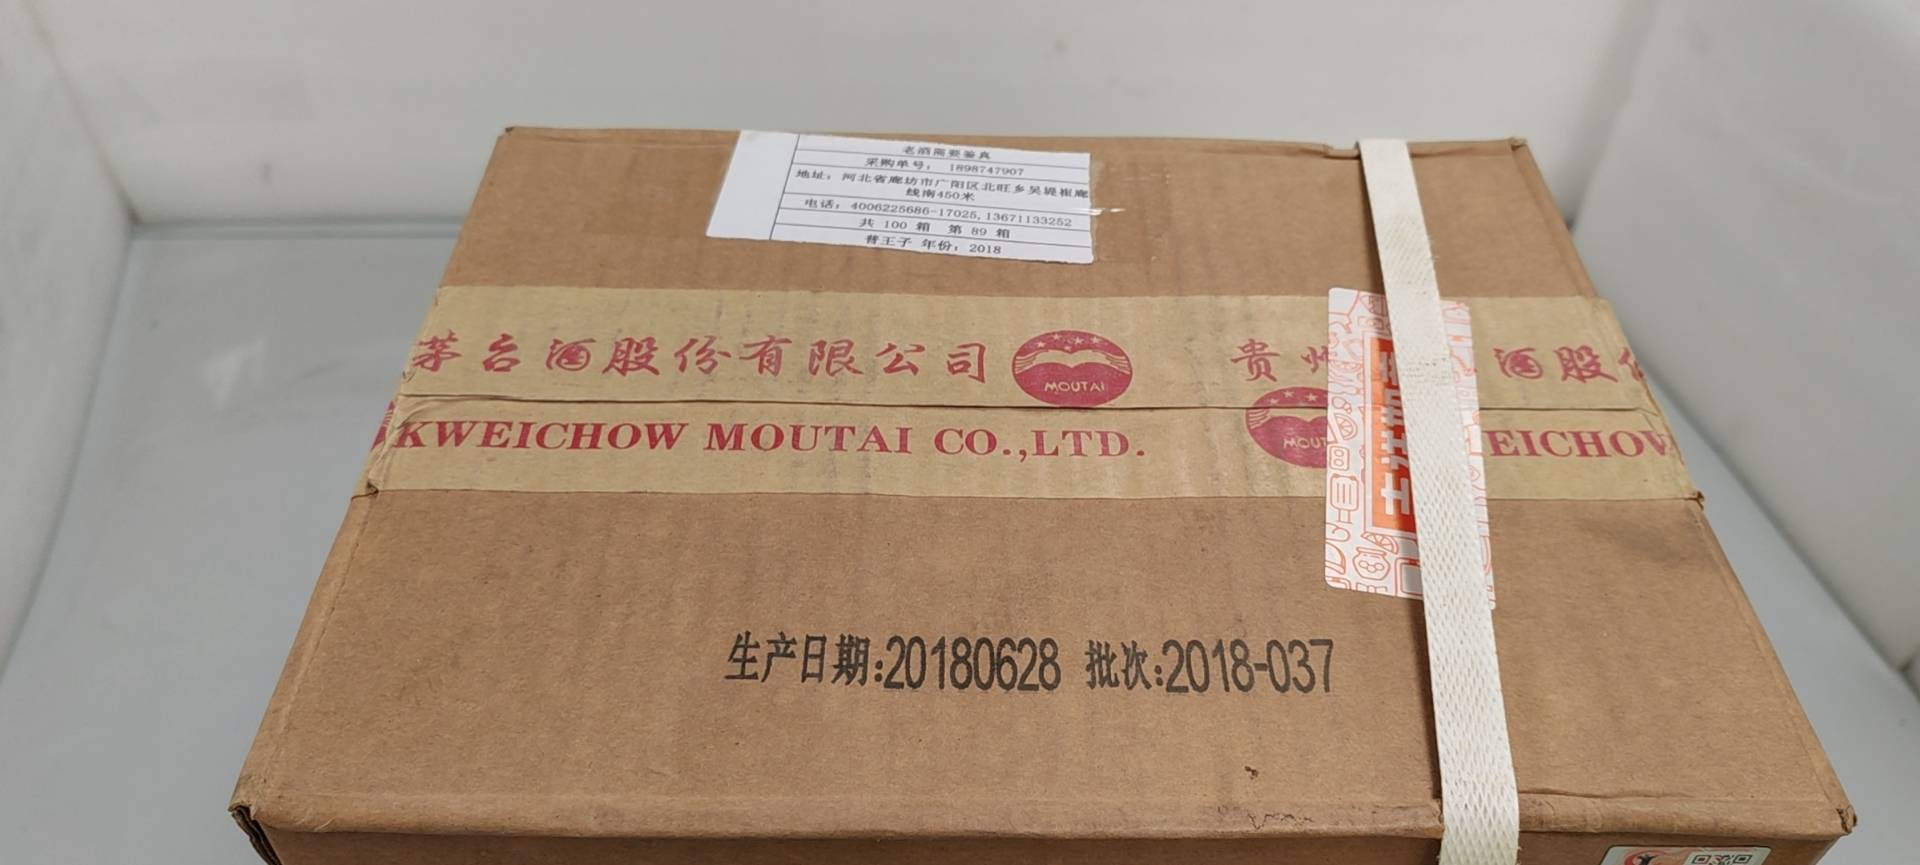 老酒需要鉴真
采购单号： 1898747907
地址：河北省廊坊市广阳区北旺乡吴堤崔廊
线南450米
电话：4006225686-17025,13671133252
共 100 箱 第 89 箱
普王子 年份：2018
茅台酒股份有限公司 MOUTAI 贵州 酒股份
KWEICHOW MOUTAI CO.,LTD. MOUT EICHOW
生产日期:20180628 批次:2018-037